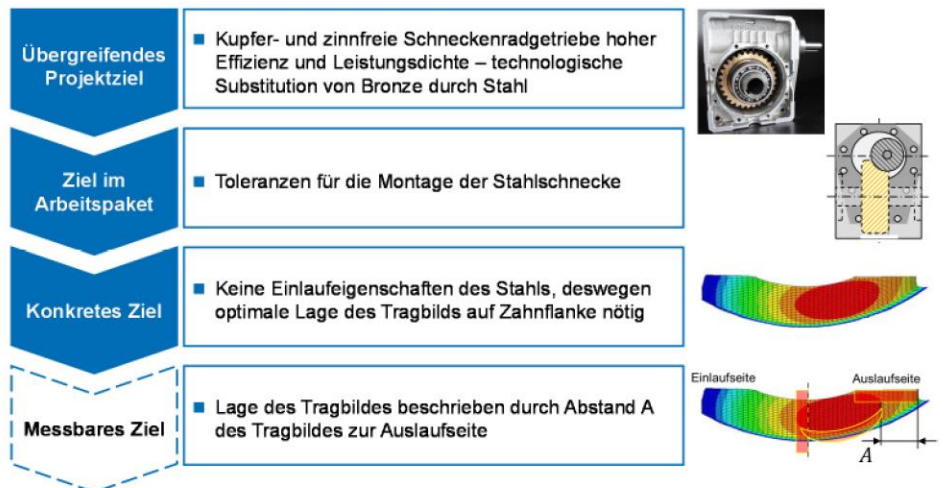 Übergreifendes
Projektziel
Kupfer- und zinnfreie Schneckenradgetriebe hoher
Effizienz und Leistungsdichte – technologische
Substitution von Bronze durch Stahl
Ziel im
Arbeitspaket
Toleranzen für die Montage der Stahlschnecke
Konkretes Ziel
Keine Einlaufeigenschaften des Stahls, deswegen
optimale Lage des Tragbilds auf Zahnflanke nötig
Messbares Ziel
Lage des Tragbildes beschrieben durch Abstand A
des Tragbildes zur Auslaufseite
Einlaufseite
Auslaufseite
A